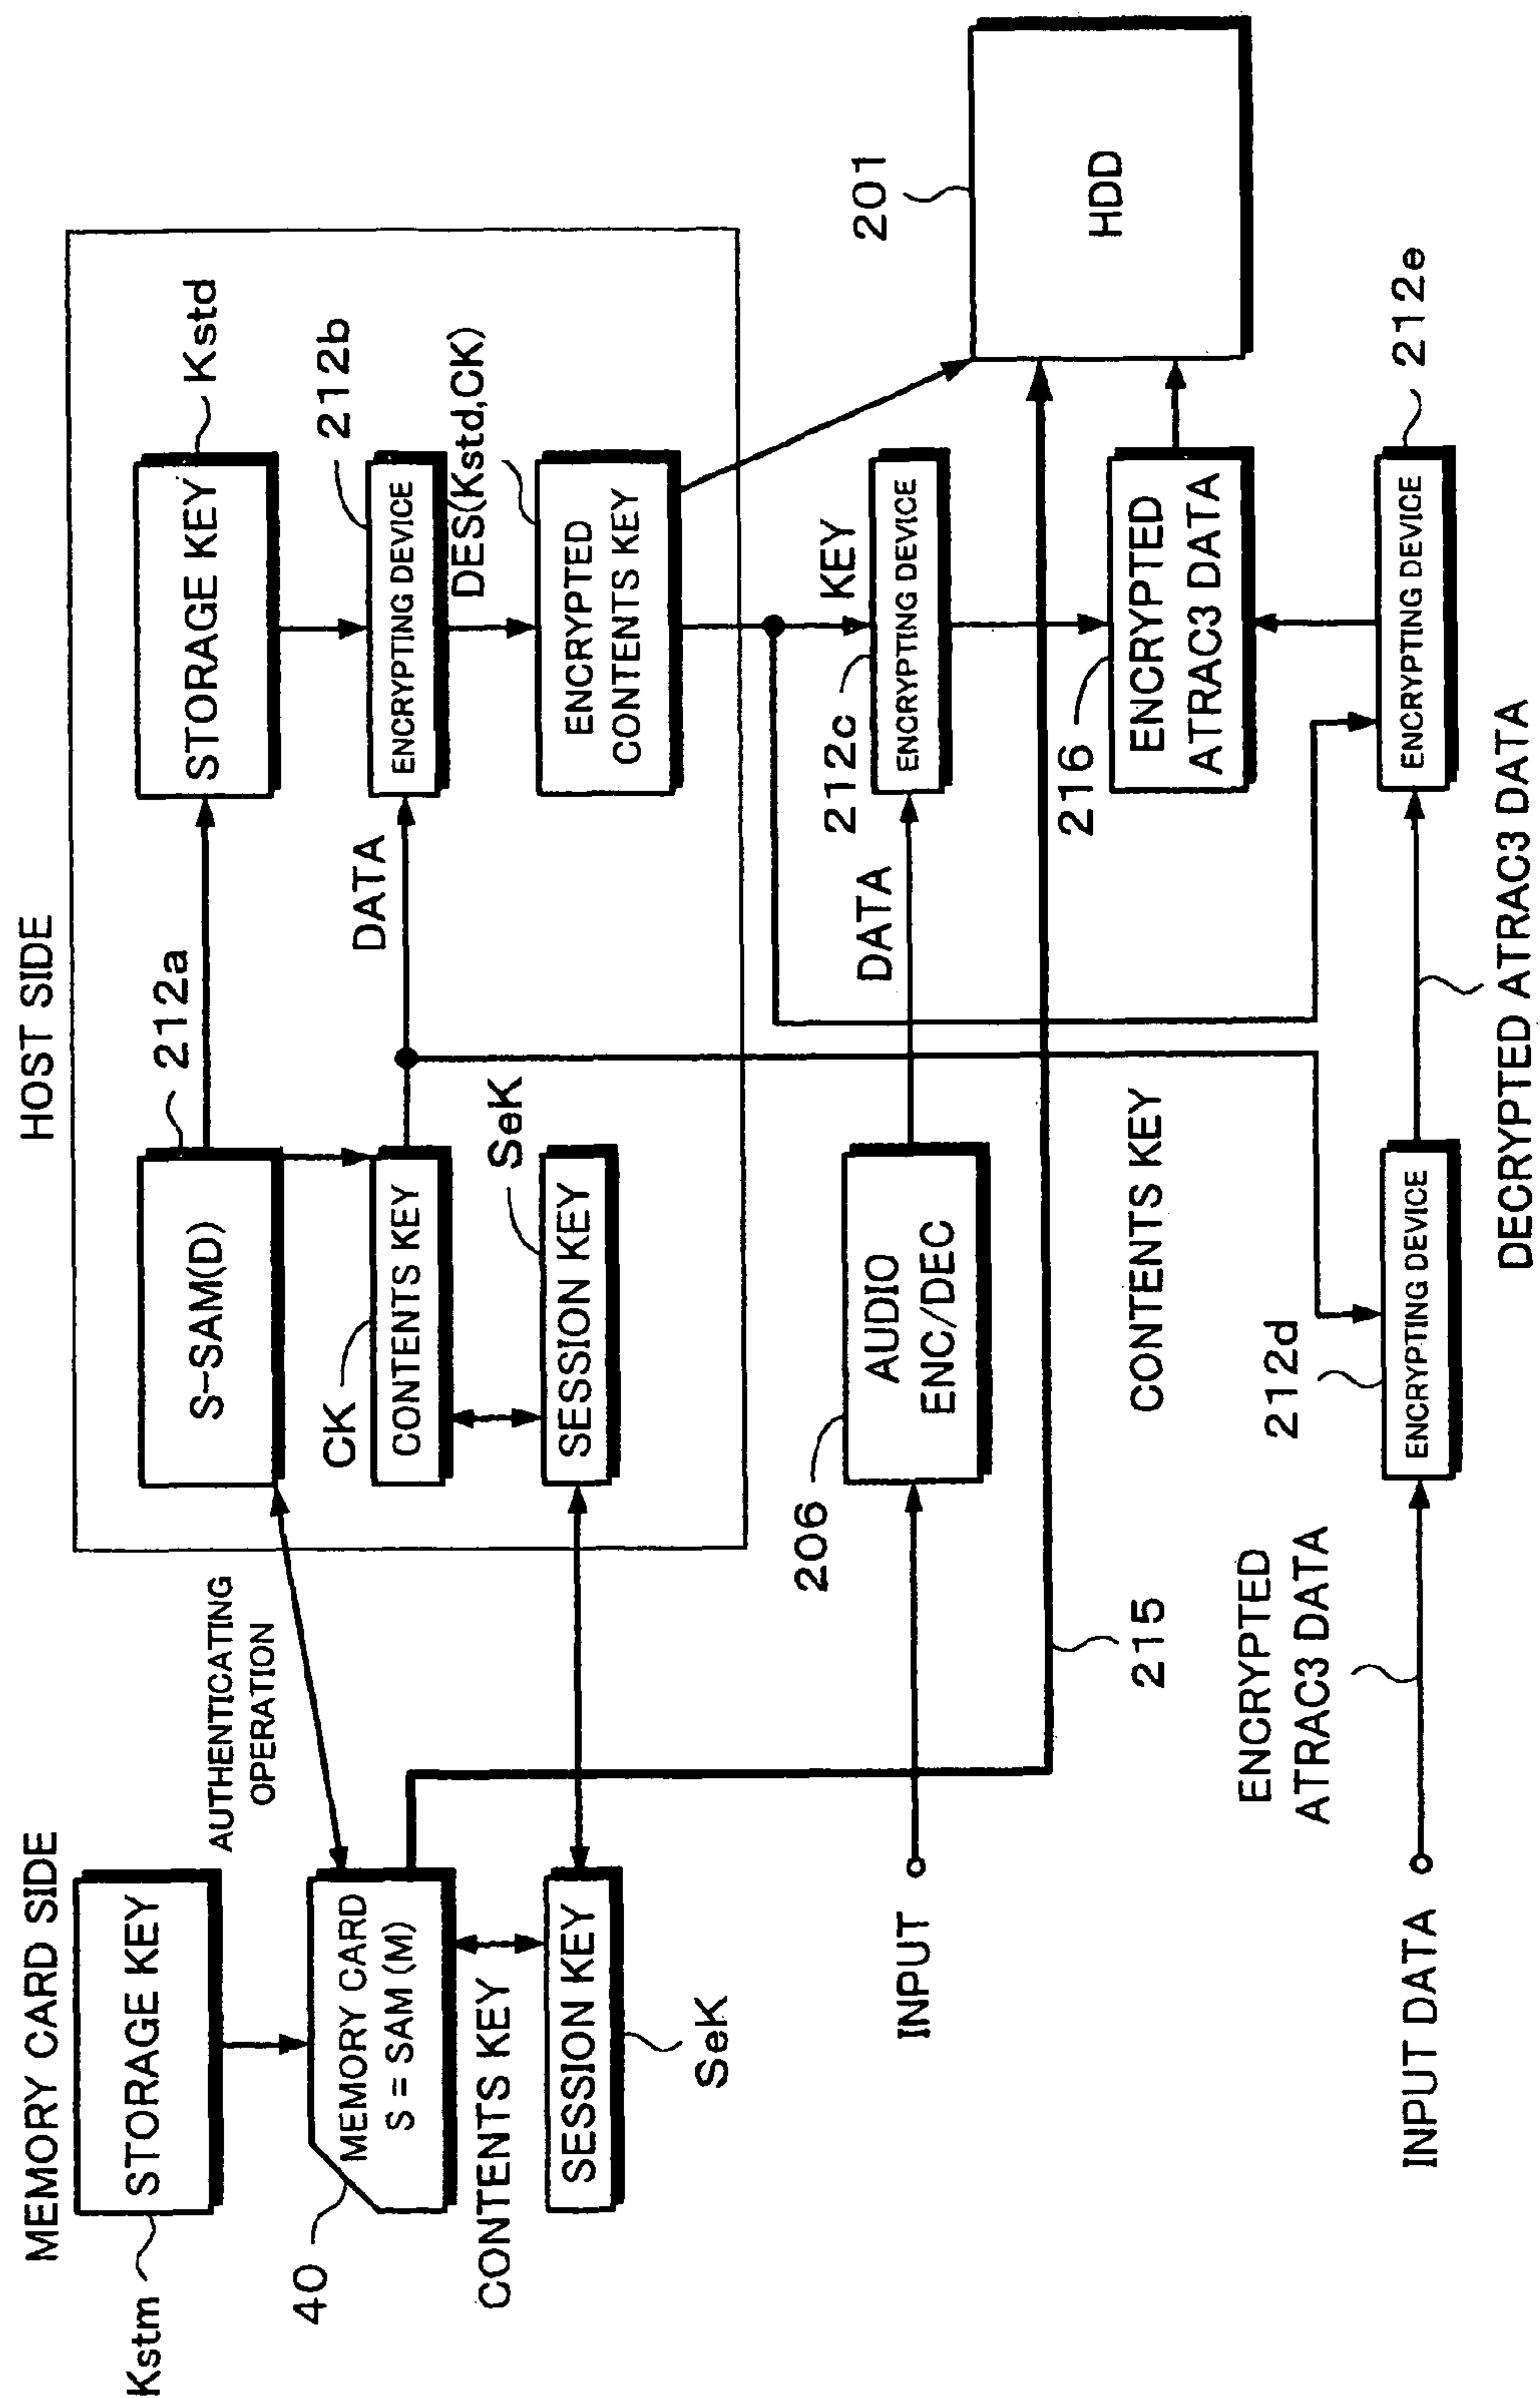 MEMORY CARD SIDE
HOST SIDE
Kstm
STORAGE KEY
AUTHENTICATING
OPERATION
40
MEMORY CARD
S = SAM (M)
CONTENTS KEY
SESSION KEY
SeK
S-SAM(D)
212a
CK
CONTENTS KEY
SeK
SESSION KEY
STORAGE KEY
Kstd
DATA
ENCRYPTING DEVICE
212b
DES(Kstd,CK)
ENCRYPTED
CONTENTS KEY
INPUT
206
AUDIO
ENC/DEC
DATA
212c
KEY
ENCRYPTING DEVICE
201
HDD
215
CONTENTS KEY
216
ENCRYPTED
ATRAC3 DATA
INPUT DATA
ENCRYPTED
ATRAC3 DATA
212d
ENCRYPTING DEVICE
DECRYPTED ATRAC3 DATA
ENCRYPTING DEVICE
212e